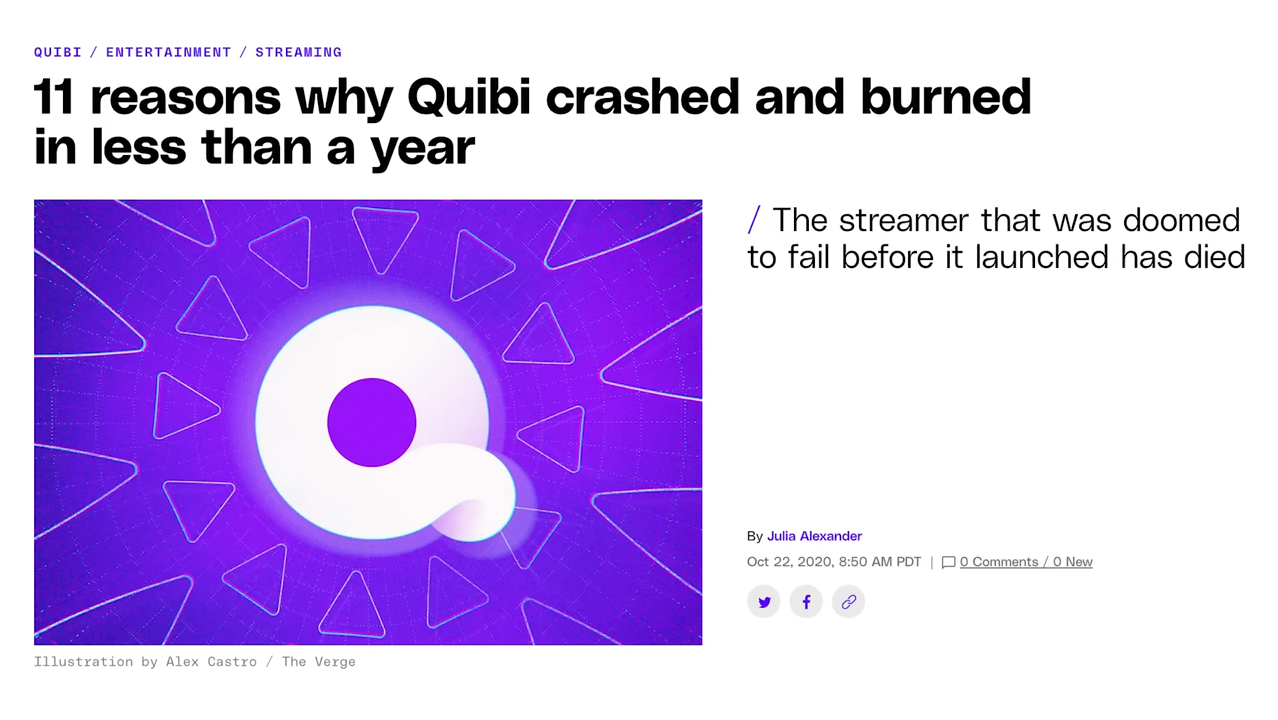 QUIBI / ENTERTAINMENT / STREAMING
11 reasons why Quibi crashed and burned
in less than a year
/ The streamer that was doomed
to fail before it launched has died
By Julia Alexander
Oct 22, 2020, 8:50 AM PDT | 0 Comments / 0 New
Illustration by Alex Castro / The Verge